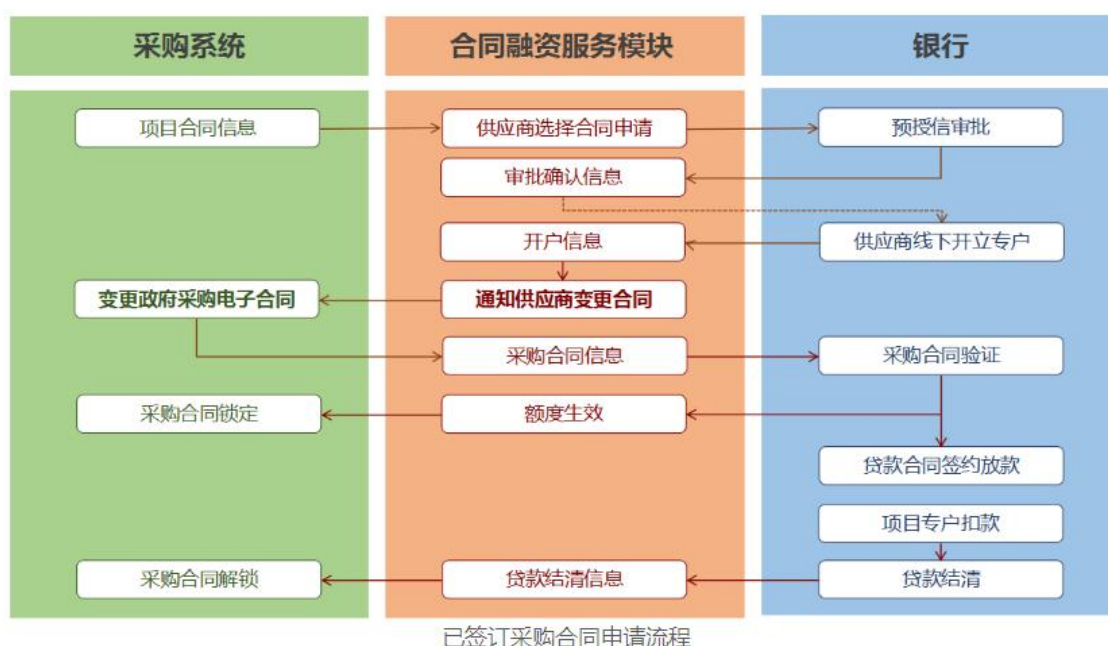 采购系统
合同融资服务模块
银行
项目合同信息
供应商选择合同申请
预授信审批
审批确认信息
开户信息
供应商线下开立专户
变更政府采购电子合同
通知供应商变更合同
采购合同信息
采购合同验证
采购合同锁定
额度生效
贷款合同签约放款
项目专户扣款
采购合同解锁
贷款结清信息
贷款结清
已签订采购合同申请流程